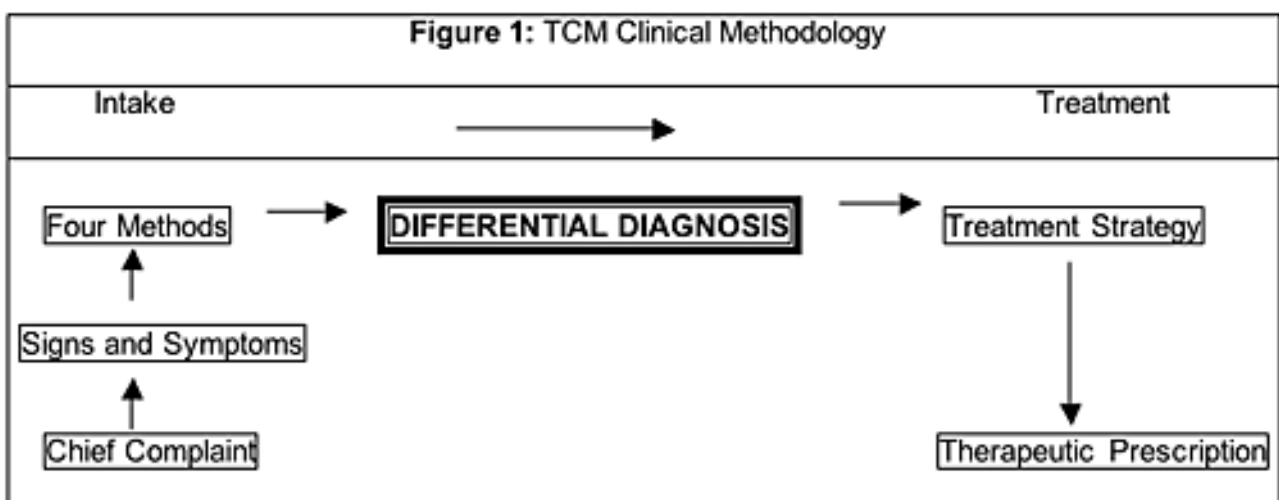 Figure 1: TCM Clinical Methodology
Intake
Treatment
Four Methods
DIFFERENTIAL DIAGNOSIS
Treatment Strategy
Signs and Symptoms
Chief Complaint
Therapeutic Prescription